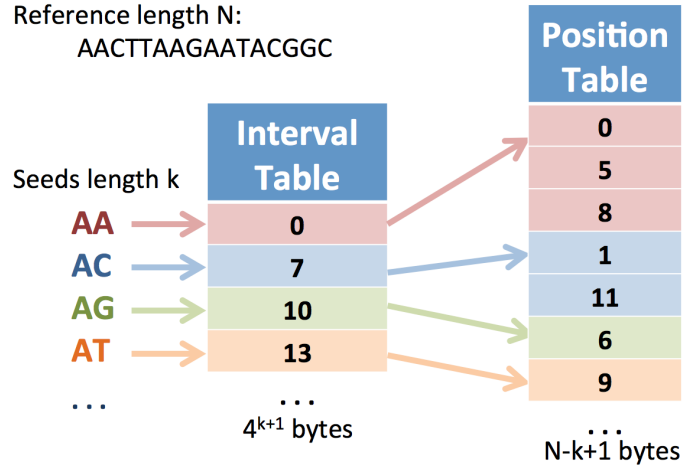 Reference length N:
AACTTAAGAATACGGC
Seeds length k
AA
AC
AG
AT
...
Interval
Table
0
7
10
13
...
4^{k+1} bytes
Position
Table
0
5
8
1
11
6
9
...
N-k+1 bytes